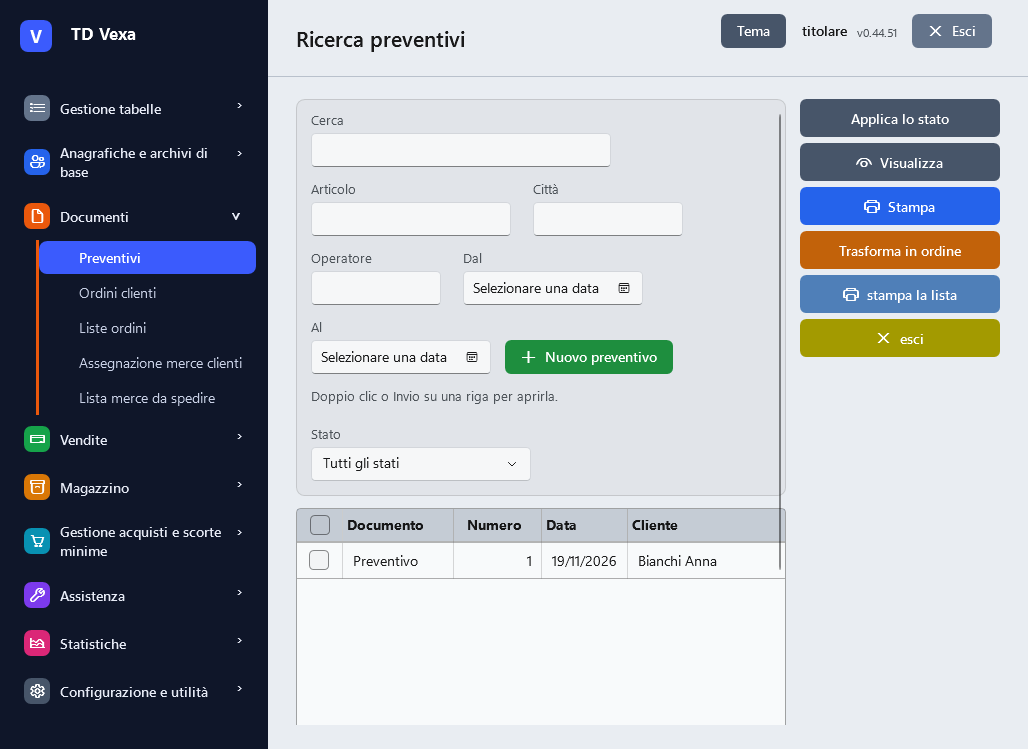 V
TD Vexa
Gestione tabelle
Anagrafiche e archivi di
base
Documenti
Preventivi
Ordini clienti
Liste ordini
Assegnazione merce clienti
Lista merce da spedire
Vendite
Magazzino
Gestione acquisti e scorte
minime
Assistenza
Statistiche
Configurazione e utilità
Ricerca preventivi
Tema
titolare
v0.44.51
Esci
Cerca
Articolo
Città
Operatore
Dal
Selezionare una data
Al
Selezionare una data
Nuovo preventivo
Doppio clic o Invio su una riga per aprirla.
Stato
Tutti gli stati
Documento Numero Data Cliente
Preventivo 1 19/11/2026 Bianchi Anna
Applica lo stato
Visualizza
Stampa
Trasforma in ordine
stampa la lista
esci